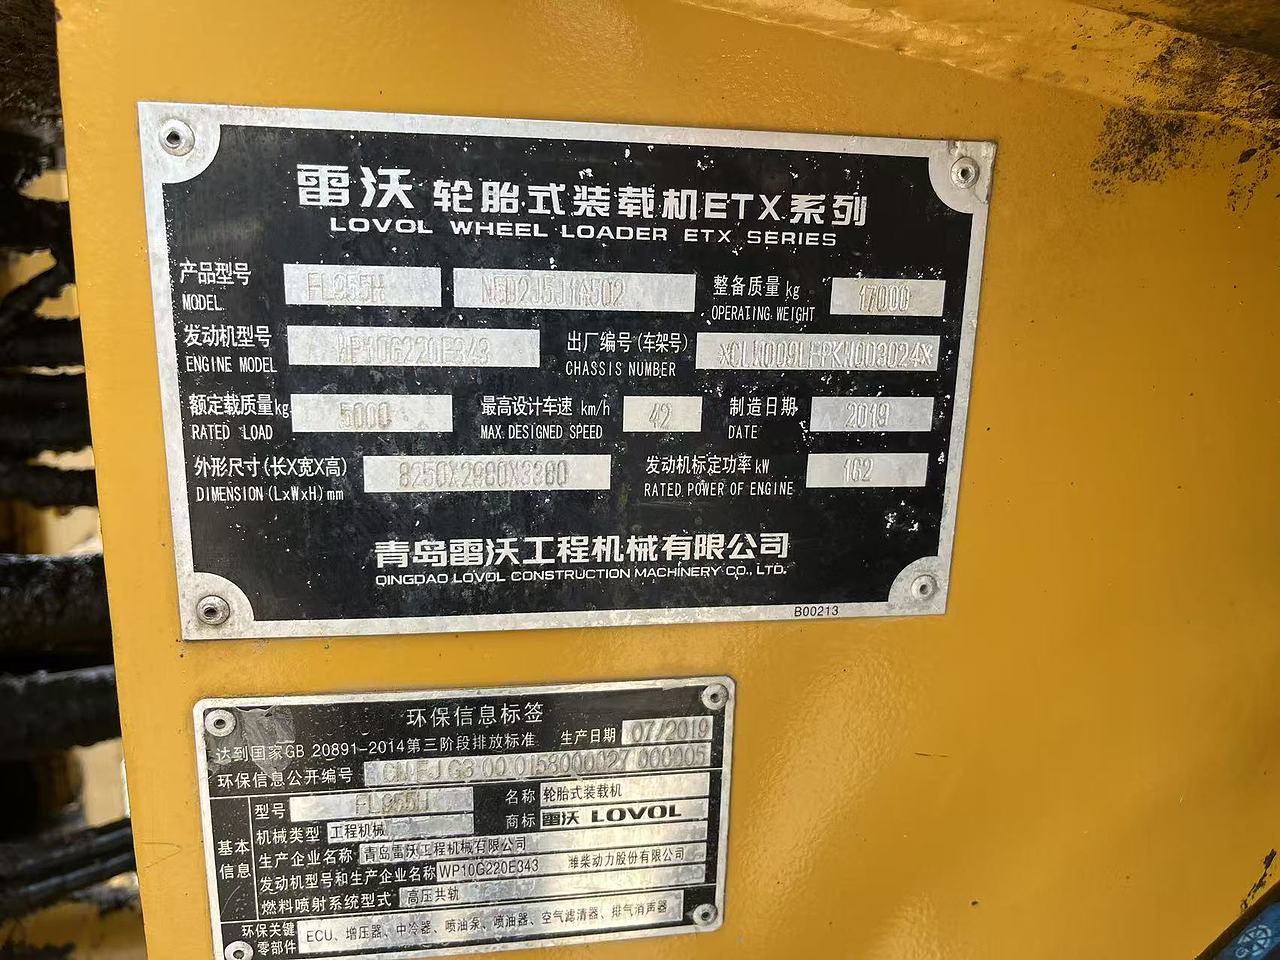 雷沃 轮胎式装载机ETX系列
LOVOL WHEEL LOADER ETX SERIES
产品型号 FL955H N5D2J5J1A502 整备质量 kg 17000
MODEL OPERATING WEIGHT
发动机型号 WP10G220E343 出厂编号(车架号)
ENGINE MODEL CHASSIS NUMBER
额定载质量kg 5000 最高设计车速 km/h 42 制造日期 2019
RATED LOAD MAX.DESIGNED SPEED DATE
外形尺寸(长X宽X高) 发动机标定功率 kW 162
DIMENSION (LxWxH) mm RATED POWER OF ENGINE
青岛雷沃工程机械有限公司
QINGDAO LOVOL CONSTRUCTION MACHINERY CO., LTD.
B00213
环保信息标签
达到国家GB 20891-2014第三阶段排放标准 生产日期 07/2019
环保信息公开编号
基本信息
型号 FL955H 名称 轮胎式装载机
机械类型 工程机械 商标 雷沃 LOVOL
生产企业名称 青岛雷沃工程机械有限公司
发动机型号和生产企业名称 WP10G220E343 潍柴动力股份有限公司
燃料喷射系统型式 高压共轨
环保关键零部件 ECU、增压器、中冷器、喷油泵、喷油器、空气滤清器、排气消声器